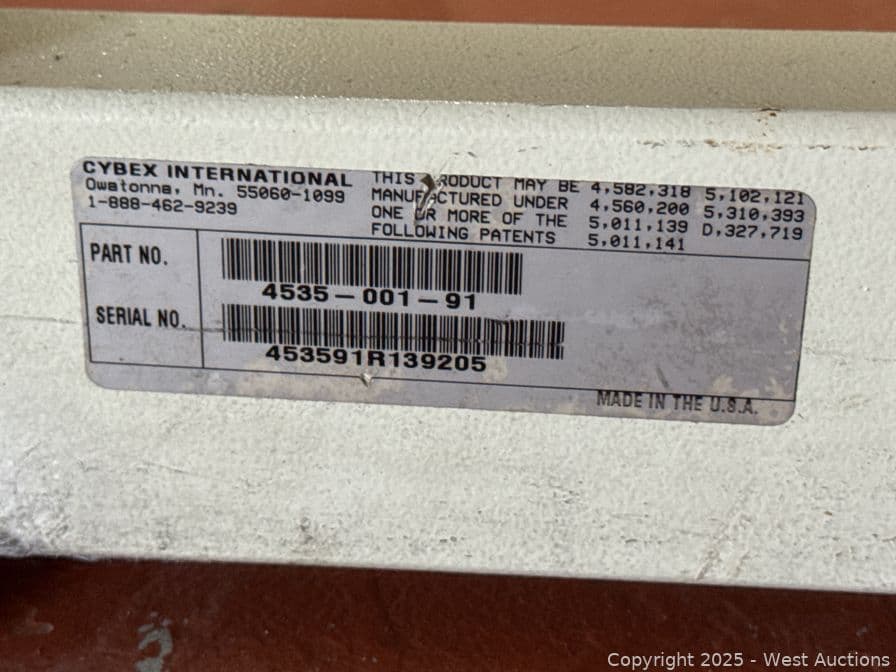 CYBEX INTERNATIONAL
Owatonna, Mn. 55060-1099
1-888-462-9239
THIS PRODUCT MAY BE
MANUFACTURED UNDER
ONE OR MORE OF THE
FOLLOWING PATENTS
4,582,318 5,102,121
4,560,200 5,310,393
5,011,139 D,327,719
5,011,141
PART NO.
4535-001-91
SERIAL NO.
453591R139205
MADE IN THE U.S.A.
Copyright 2025 - West Auctions